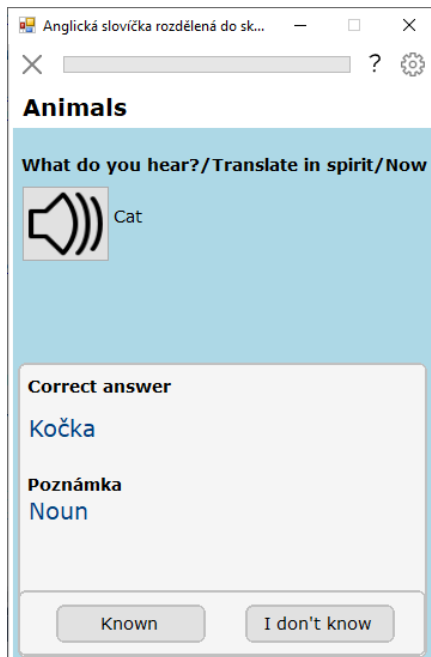 Anglická slovíčka rozdělená do sk...
?
Animals
What do you hear?/Translate in spirit/Now
Cat
Correct answer
Kočka
Poznámka
Noun
Known
I don't know